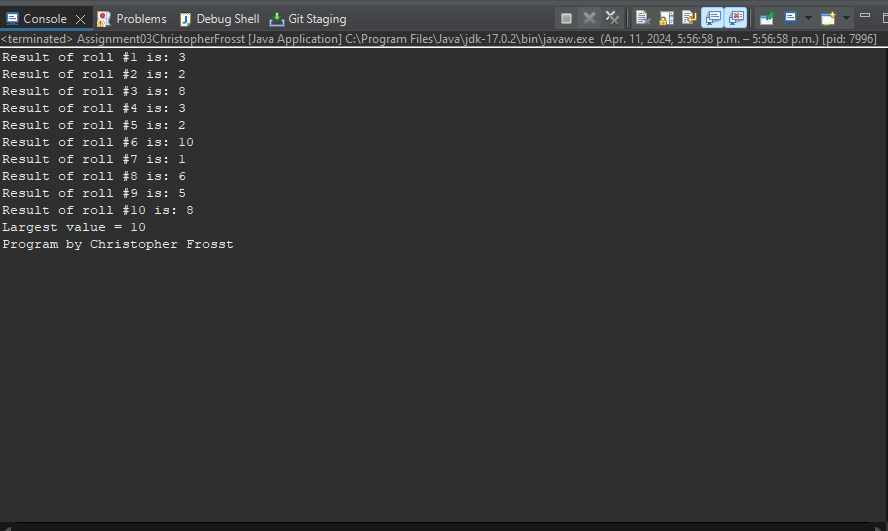 Console Problems Debug Shell Git Staging
<terminated> Assignment03ChristopherFrosst [Java Application] C:\Program Files\Java\jdk-17.0.2\bin\javaw.exe (Apr. 11, 2024, 5:56:58 p.m. – 5:56:58 p.m.) [pid: 7996]
Result of roll #1 is: 3
Result of roll #2 is: 2
Result of roll #3 is: 8
Result of roll #4 is: 3
Result of roll #5 is: 2
Result of roll #6 is: 10
Result of roll #7 is: 1
Result of roll #8 is: 6
Result of roll #9 is: 5
Result of roll #10 is: 8
Largest value = 10
Program by Christopher Frosst